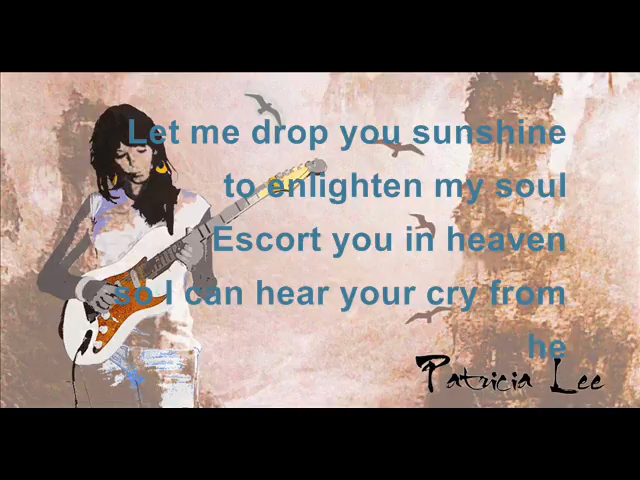 Let me drop you sunshine
to enlighten my soul
Escort you in heaven
so I can hear your cry from
he
Patricia Lee